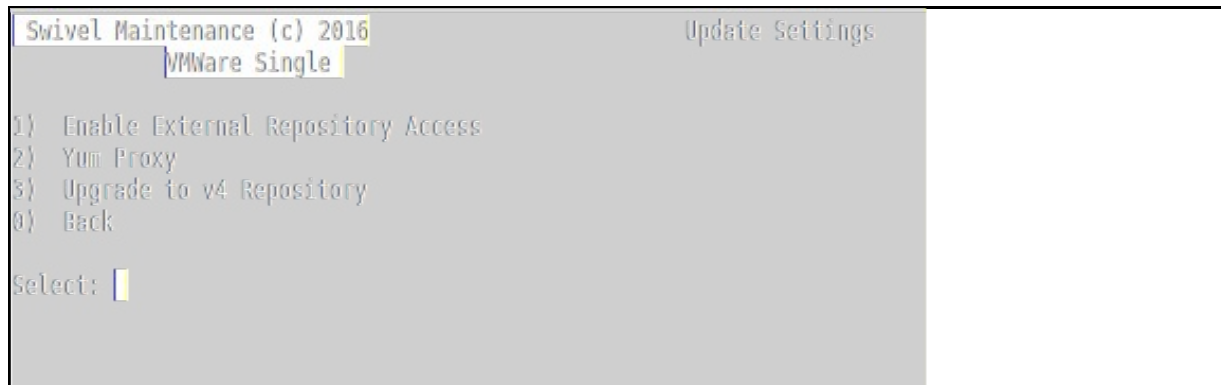 Swivel Maintenance (c) 2016 Update Settings
VMWare Single
1) Enable External Repository Access
2) Yum Proxy
3) Upgrade to v4 Repository
0) Back
Select: